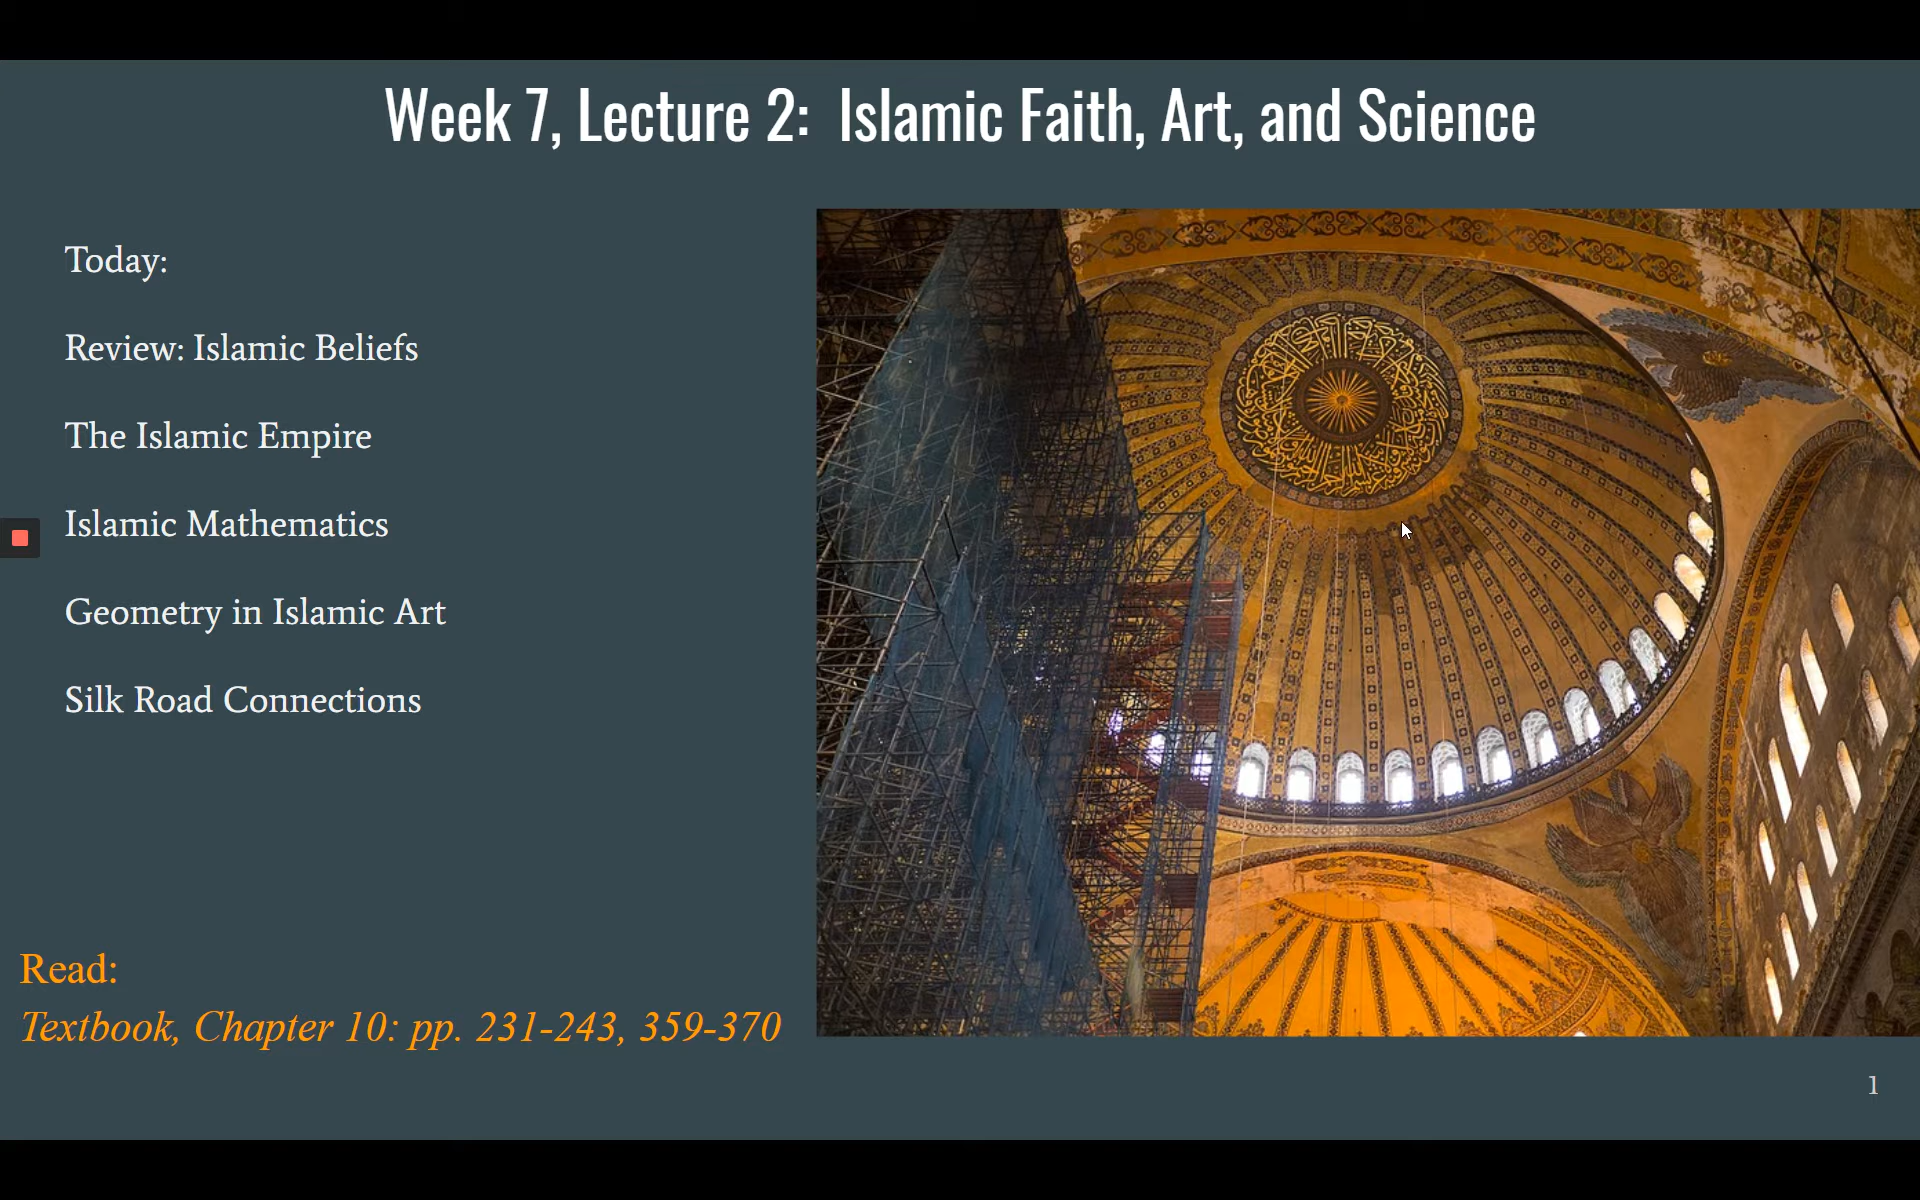 Week 7, Lecture 2:  Islamic Faith, Art, and Science
Today:
Review: Islamic Beliefs
The Islamic Empire
Islamic Mathematics
Geometry in Islamic Art
Silk Road Connections
Read:
Textbook, Chapter 10: pp. 231-243, 359-370
1